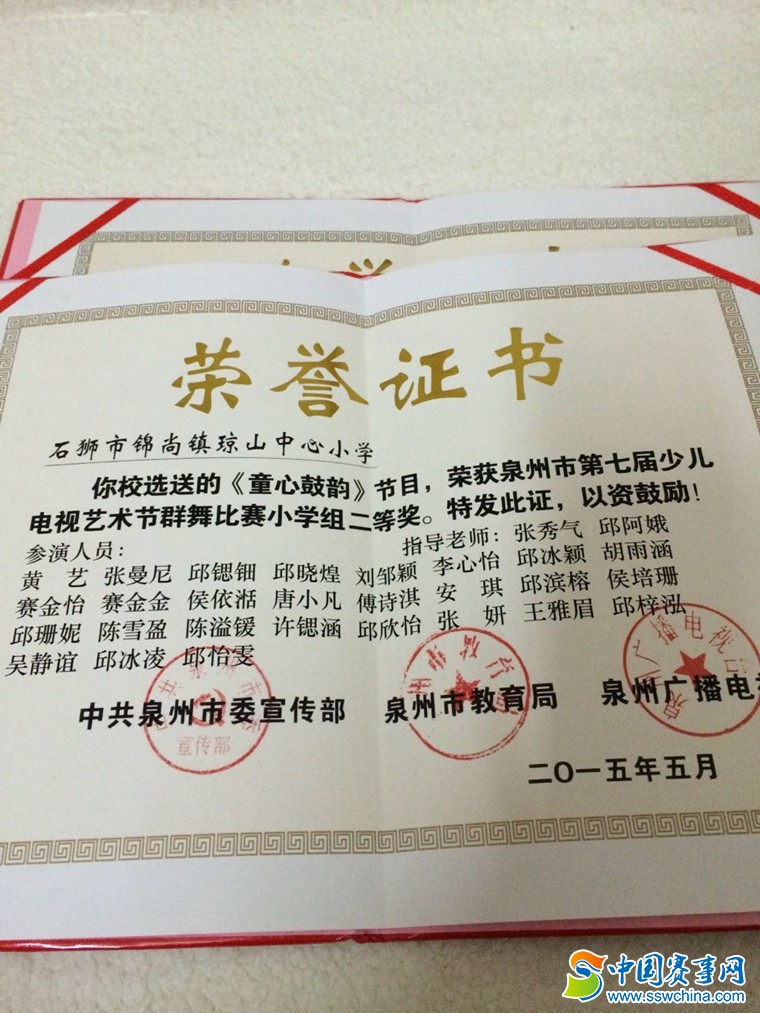 荣誉证书
石狮市锦尚镇琼山中心小学
你校选送的《童心鼓韵》节目，荣获泉州市第七届少儿
电视艺术节群舞比赛小学组二等奖。特发此证，以资鼓励！
参演人员： 指导老师：张秀气 邱阿娥
黄 艺 张曼尼 邱锶钿 邱晓煌 刘邹颖 李心怡 邱冰颖 胡雨涵
赛金怡 赛金金 侯依湉 唐小凡 傅诗淇 安 琪 邱滨榕 侯培珊
邱珊妮 陈雪盈 陈溢锾 许锶涵 邱欣怡 张 妍 王雅眉 邱梓泓
吴静谊 邱冰凌 邱怡雯
中共泉州市委宣传部 泉州市教育局 泉州广播电视
宣传部
二〇一五年五月
中国赛事网
www.sswchina.com